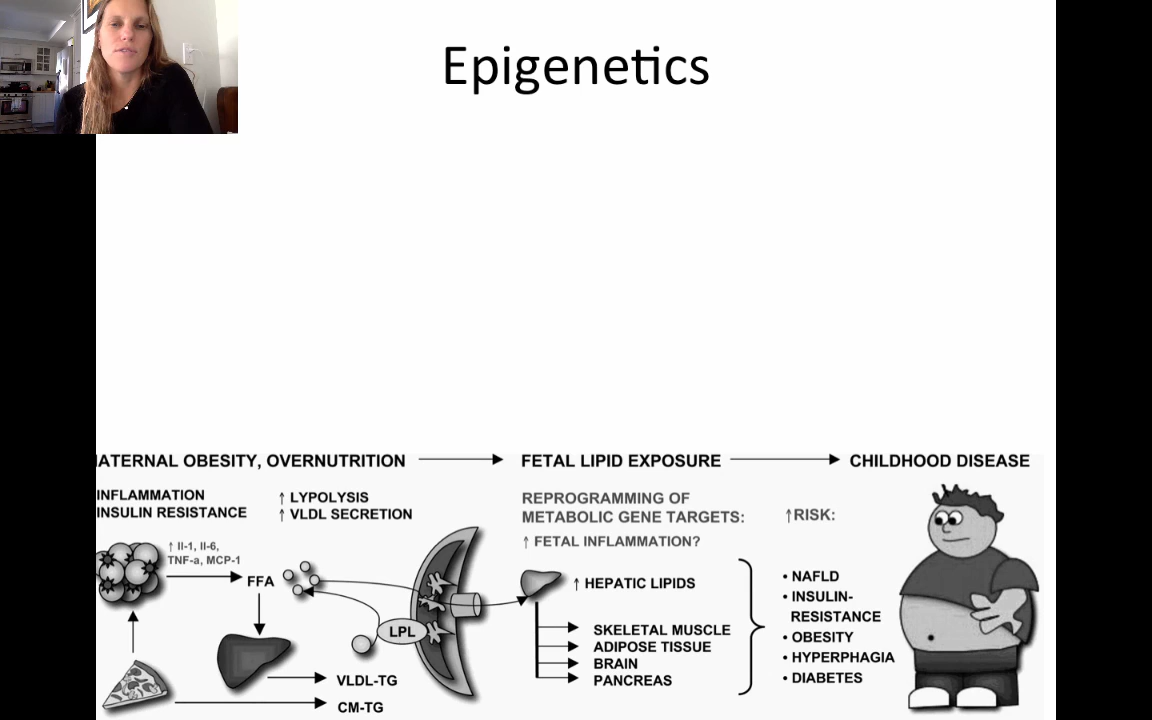 Epigenetics
ATERNAL OBESITY, OVERNUTRITION
FETAL LIPID EXPOSURE
CHILDHOOD DISEASE
INFLAMMATION
INSULIN RESISTANCE
↑ LYPOLYSIS
↑ VLDL SECRETION
↑ Il-1, Il-6,
TNF-a, MCP-1
FFA
LPL
VLDL-TG
CM-TG
REPROGRAMMING OF
METABOLIC GENE TARGETS:
↑ FETAL INFLAMMATION?
↑ HEPATIC LIPIDS
SKELETAL MUSCLE
ADIPOSE TISSUE
BRAIN
PANCREAS
↑RISK:
• NAFLD
• INSULIN-
RESISTANCE
• OBESITY
• HYPERPHAGIA
• DIABETES